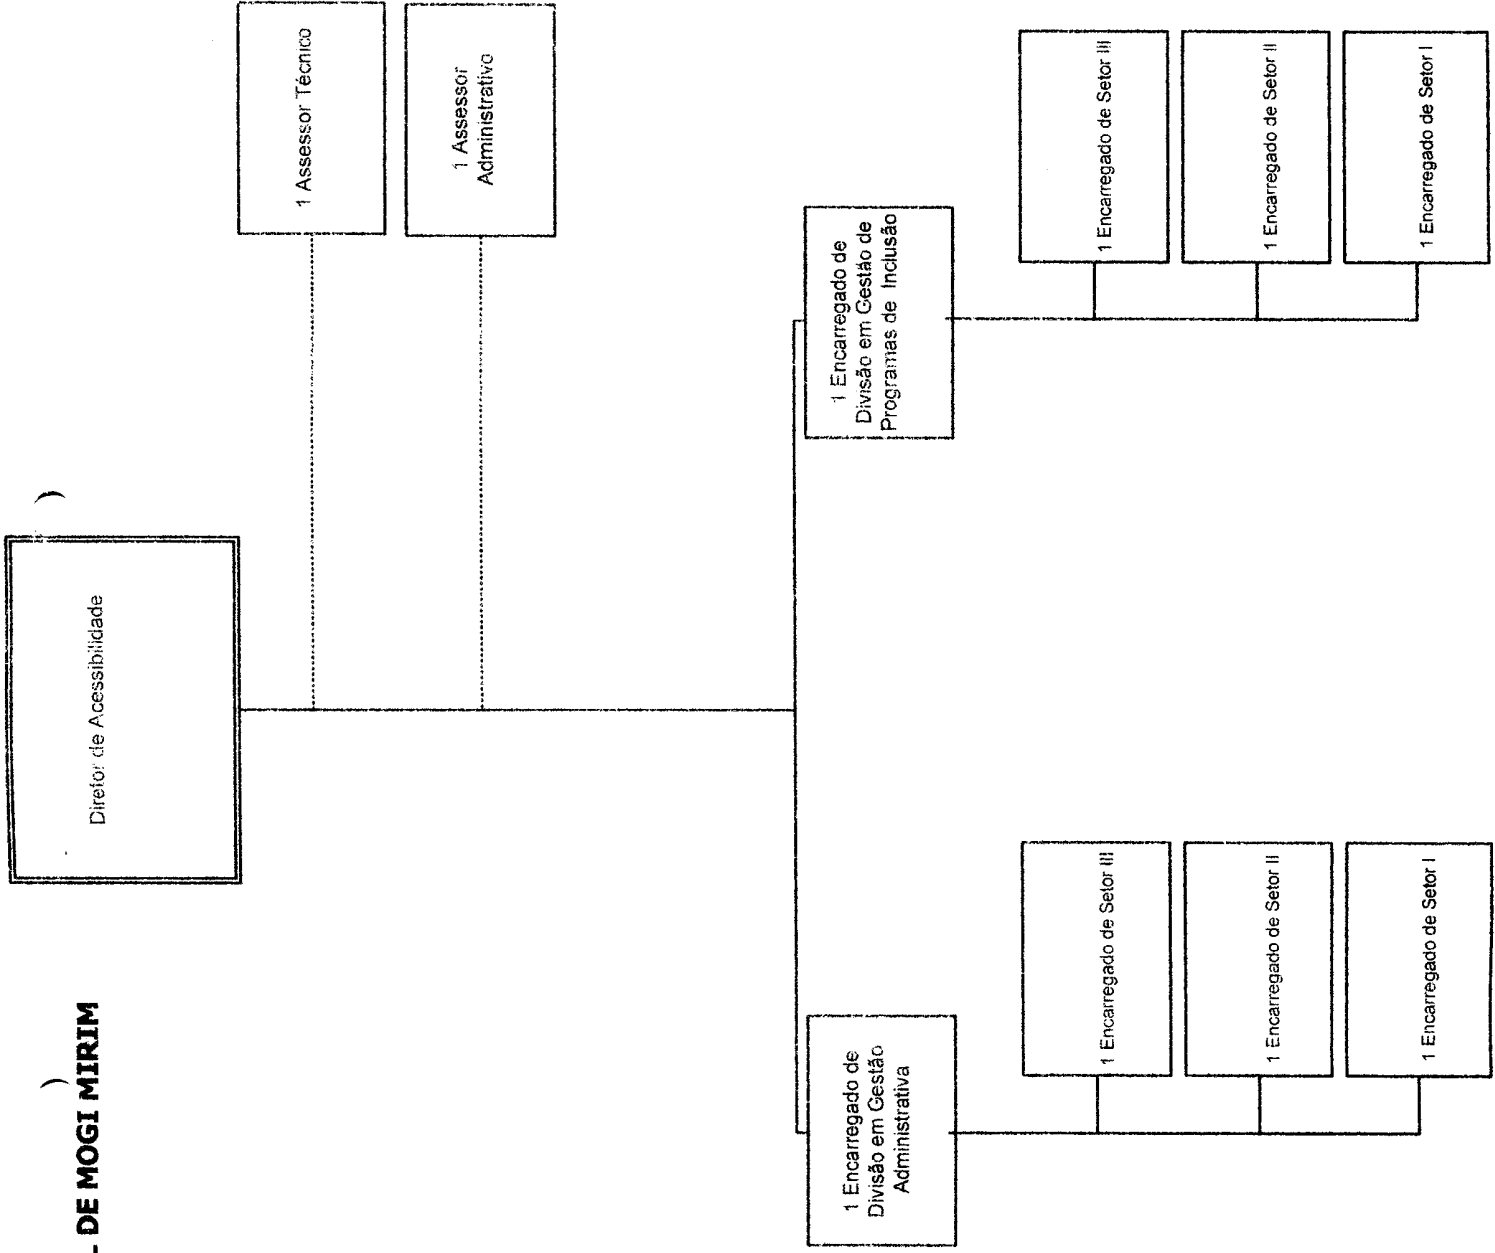 L DE MOGI MIRIM
Diretor de Acessibilidade
1 Assessor Técnico
1 Assessor
Administrativo
1 Encarregado de
Divisão em Gestão
Administrativa
1 Encarregado de
Divisão em Gestão de
Programas de Inclusão
1 Encarregado de Setor III
1 Encarregado de Setor II
1 Encarregado de Setor I
1 Encarregado de Setor III
1 Encarregado de Setor II
1 Encarregado de Setor I